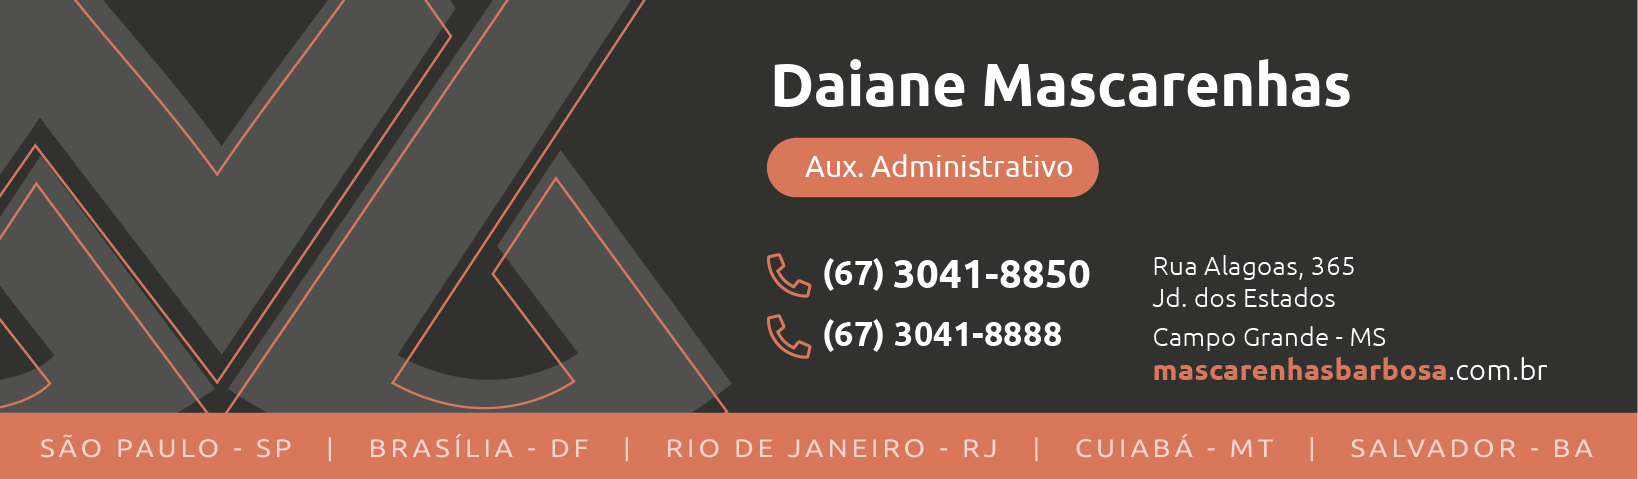 Daiane Mascarenhas
Aux. Administrativo
(67) 3041-8850
(67) 3041-8888
Rua Alagoas, 365
Jd. dos Estados
Campo Grande - MS
mascarenhasbarbosa.com.br
SÃO PAULO - SP | BRASÍLIA - DF | RIO DE JANEIRO - RJ | CUIABÁ - MT | SALVADOR - BA